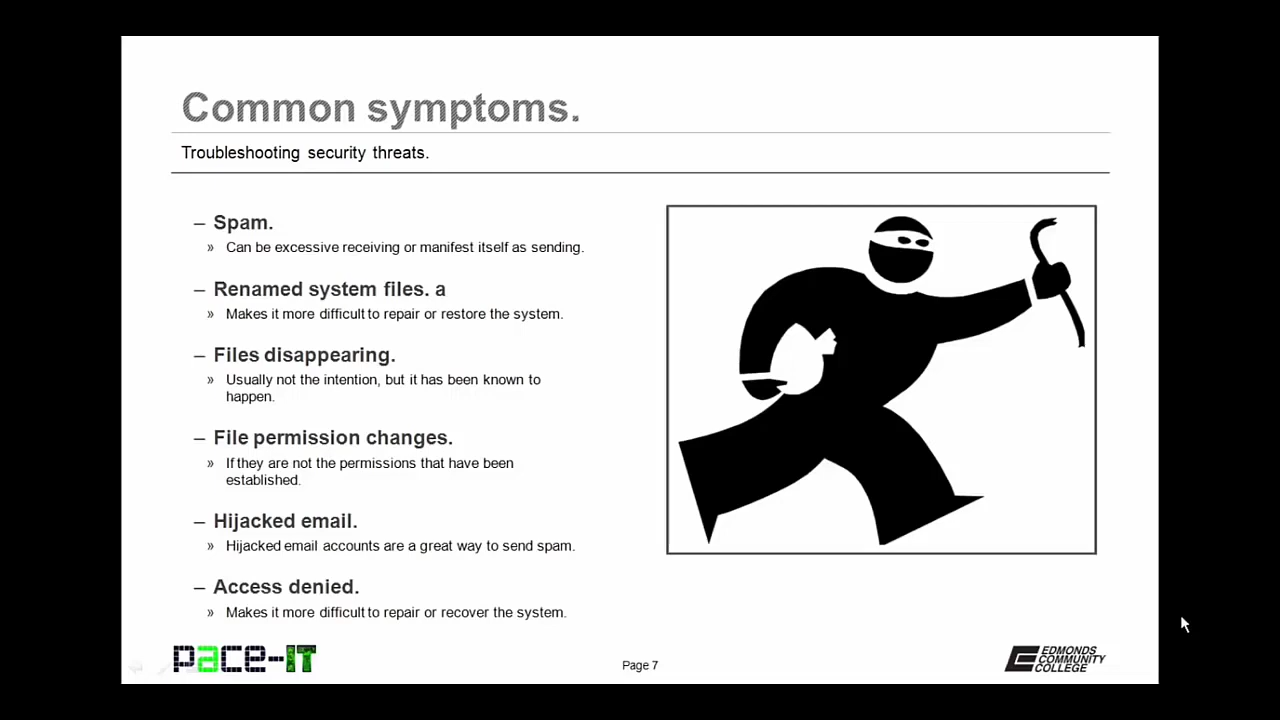 Common symptoms.
Troubleshooting security threats.
– Spam.
» Can be excessive receiving or manifest itself as sending.
– Renamed system files. a
» Makes it more difficult to repair or restore the system.
– Files disappearing.
» Usually not the intention, but it has been known to
happen.
– File permission changes.
» If they are not the permissions that have been
established.
– Hijacked email.
» Hijacked email accounts are a great way to send spam.
– Access denied.
» Makes it more difficult to repair or recover the system.
pace-IT
Page 7
EDMONDS
COMMUNITY
COLLEGE